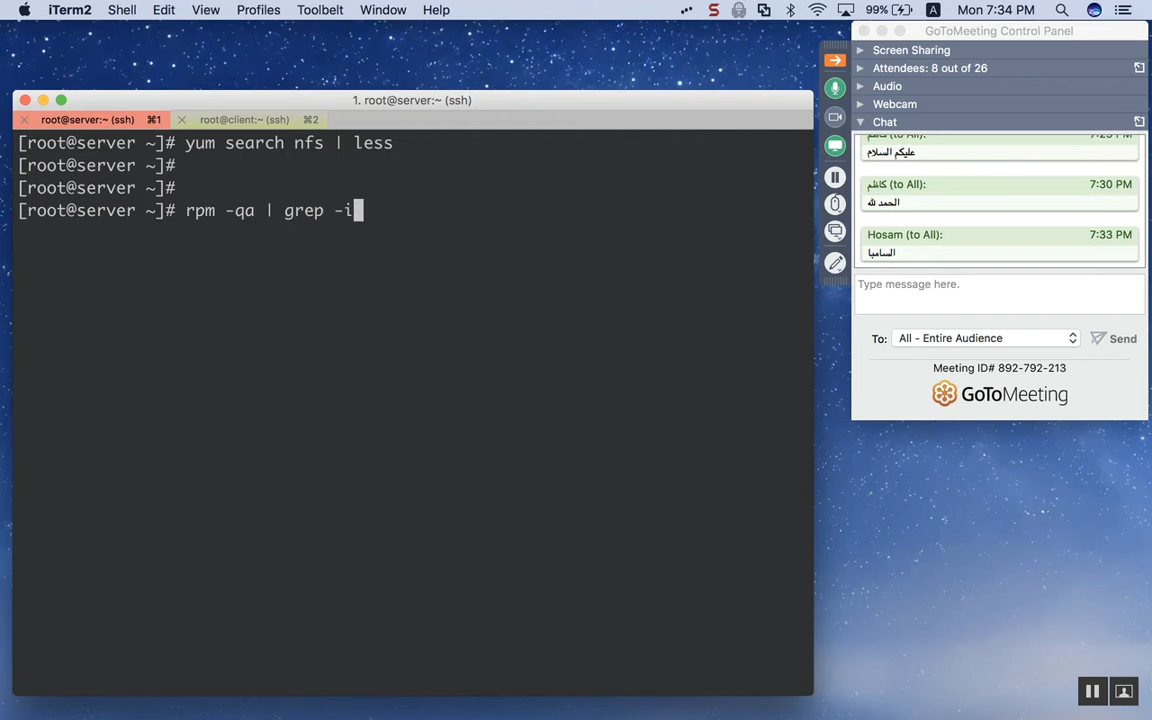 iTerm2 Shell Edit View Profiles Toolbelt Window Help 99% A Mon 7:34 PM
GoToMeeting Control Panel
Screen Sharing
Attendees: 8 out of 26
Audio
Webcam
Chat
عليكم السلام
كاظم (to All): 7:30 PM
الحمد لله
Hosam (to All): 7:33 PM
السامبا
Type message here.
To: All - Entire Audience Send
Meeting ID# 892-792-213
GoToMeeting
1. root@server:~ (ssh)
root@server:~ (ssh) ⌘1 root@client:~ (ssh) ⌘2
[root@server ~]# yum search nfs | less
[root@server ~]#
[root@server ~]#
[root@server ~]# rpm -qa | grep -i